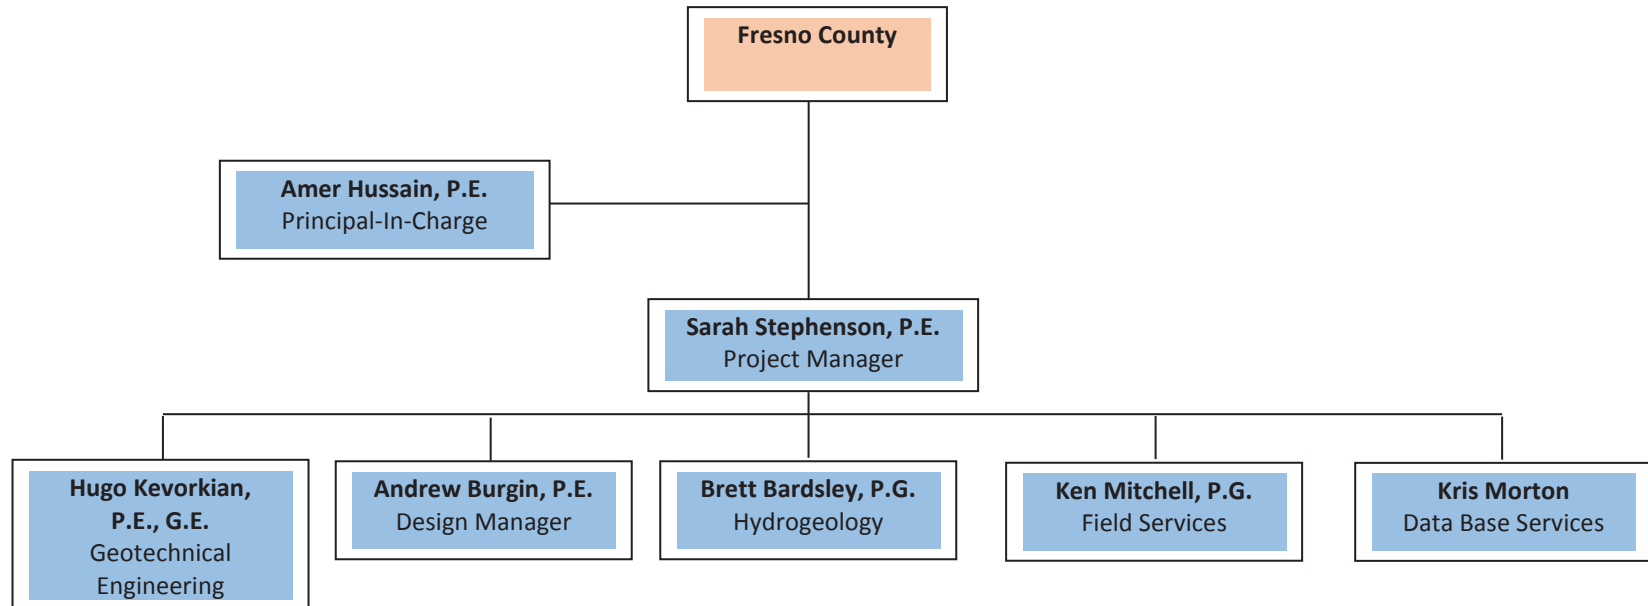 Fresno County
Amer Hussain, P.E.
Principal-In-Charge
Sarah Stephenson, P.E.
Project Manager
Hugo Kevorkian,
P.E., G.E.
Geotechnical
Engineering
Andrew Burgin, P.E.
Design Manager
Brett Bardsley, P.G.
Hydrogeology
Ken Mitchell, P.G.
Field Services
Kris Morton
Data Base Services